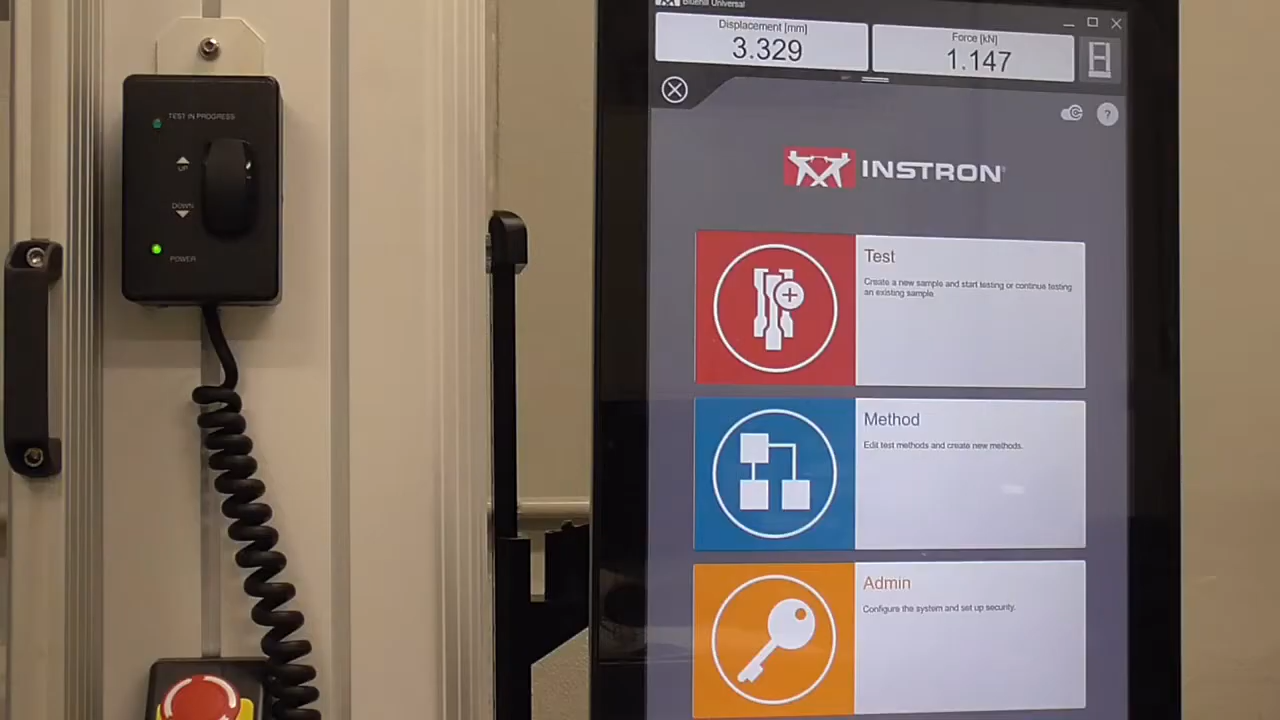 Bluehill Universal
Displacement [mm]
3.329
Force [kN]
1.147
?
TEST IN PROGRESS
UP
DOWN
POWER
INSTRON®
Test
Create a new sample and start testing or continue testing
an existing sample.
Method
Edit test methods and create new methods.
Admin
Configure the system and set up security.